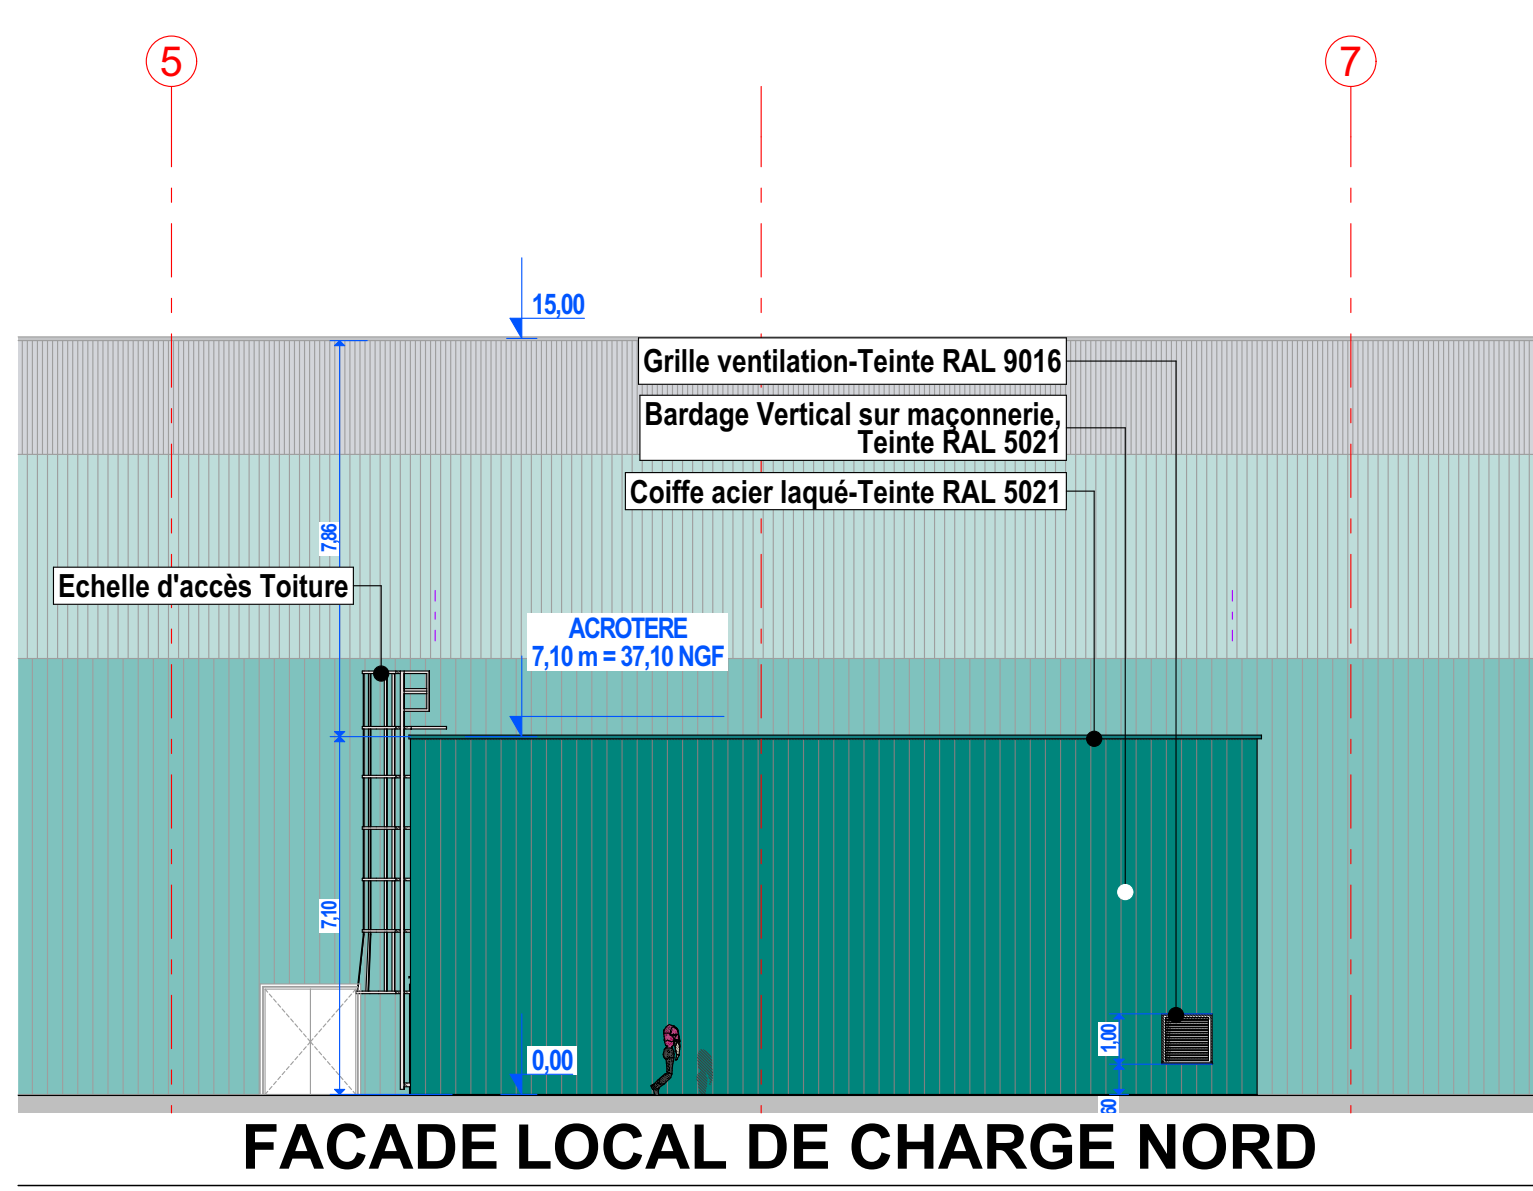 5
7
15,00
Grille ventilation-Teinte RAL 9016
Bardage Vertical sur maçonnerie,
Teinte RAL 5021
Coiffe acier laqué-Teinte RAL 5021
7,86
Echelle d'accès Toiture
ACROTERE
7,10 m = 37,10 NGF
7,10
1,00
0,00
60
FACADE LOCAL DE CHARGE NORD